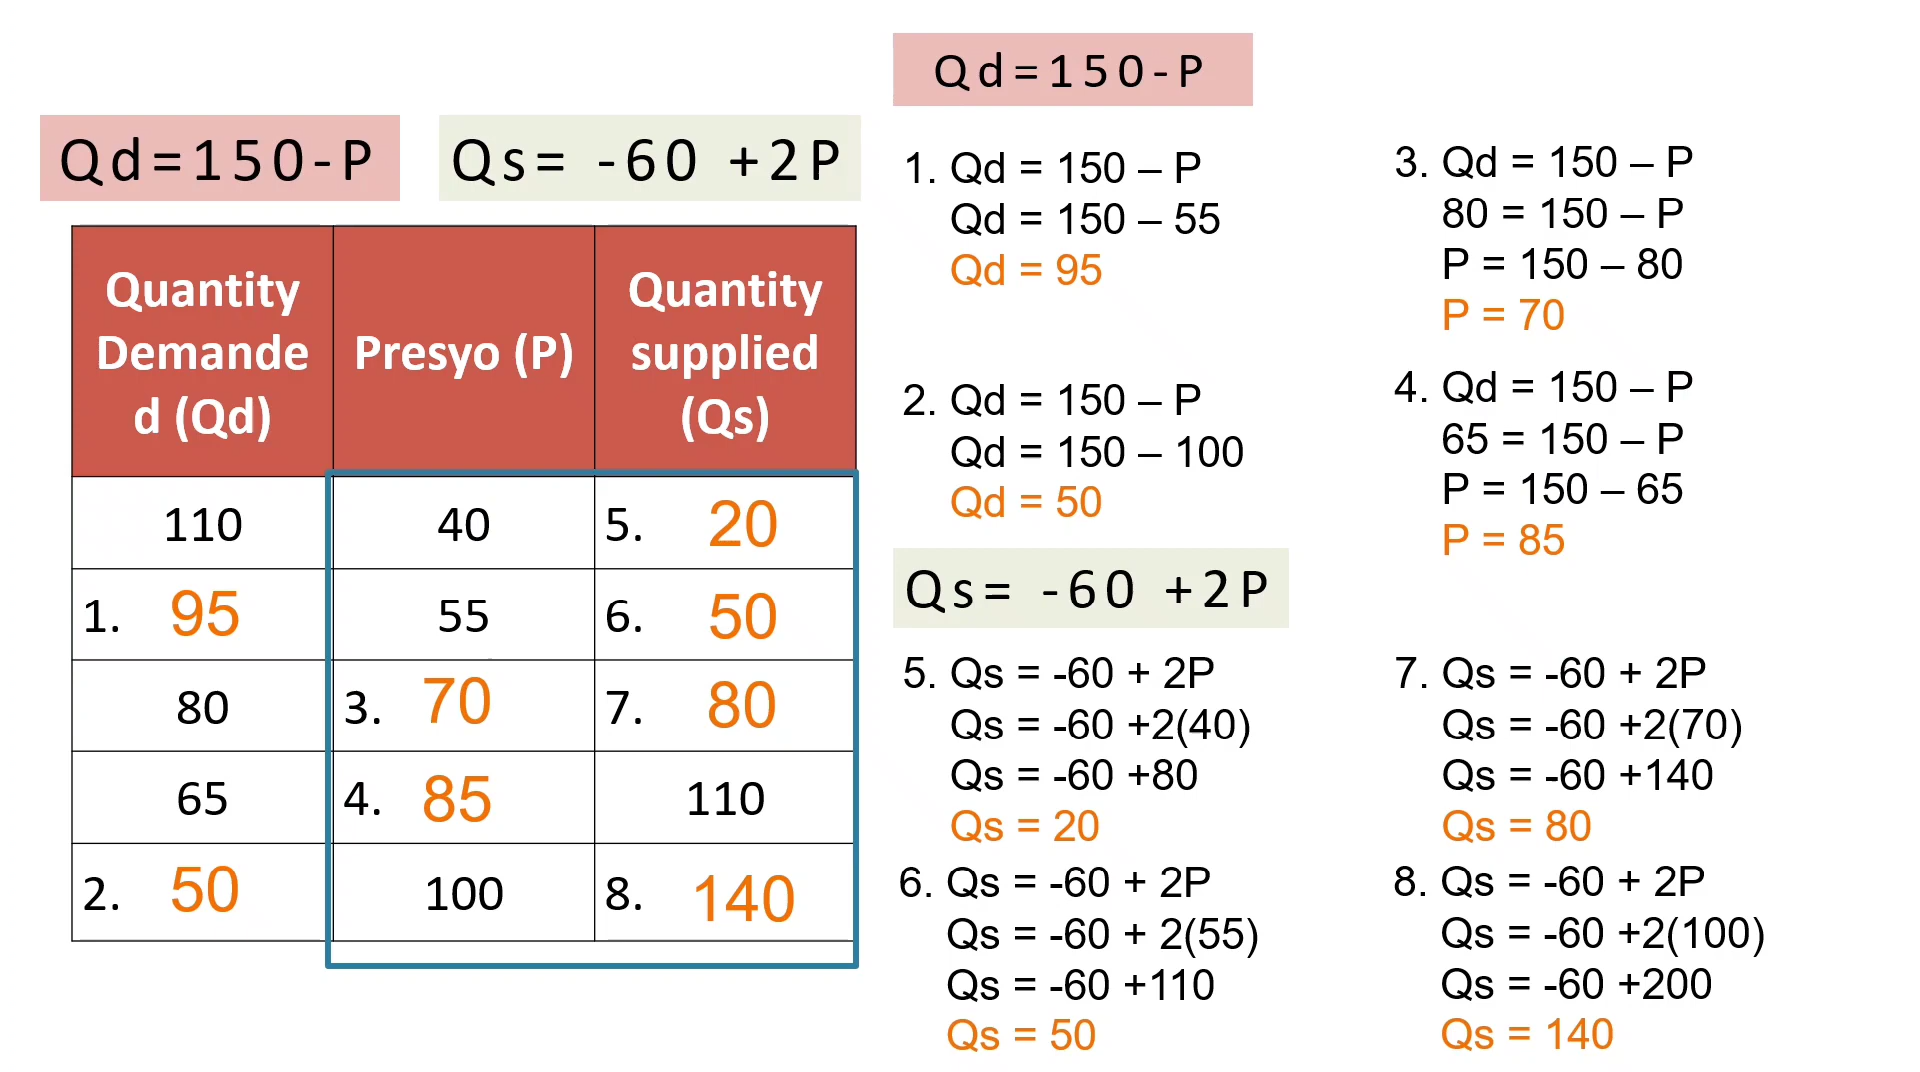 Qd=150-P
Qs= -60 +2P
Quantity
Demande
d (Qd)
Presyo (P)
Quantity
supplied
(Qs)
110
40
5. 20
1. 95
55
6. 50
80
3. 70
7. 80
65
4. 85
110
2. 50
100
8. 140
Qd=150-P
1. Qd = 150 – P
Qd = 150 – 55
Qd = 95
2. Qd = 150 – P
Qd = 150 – 100
Qd = 50
3. Qd = 150 – P
80 = 150 – P
P = 150 – 80
P = 70
4. Qd = 150 – P
65 = 150 – P
P = 150 – 65
P = 85
Qs= -60 +2P
5. Qs = -60 + 2P
Qs = -60 +2(40)
Qs = -60 +80
Qs = 20
6. Qs = -60 + 2P
Qs = -60 + 2(55)
Qs = -60 +110
Qs = 50
7. Qs = -60 + 2P
Qs = -60 +2(70)
Qs = -60 +140
Qs = 80
8. Qs = -60 + 2P
Qs = -60 +2(100)
Qs = -60 +200
Qs = 140